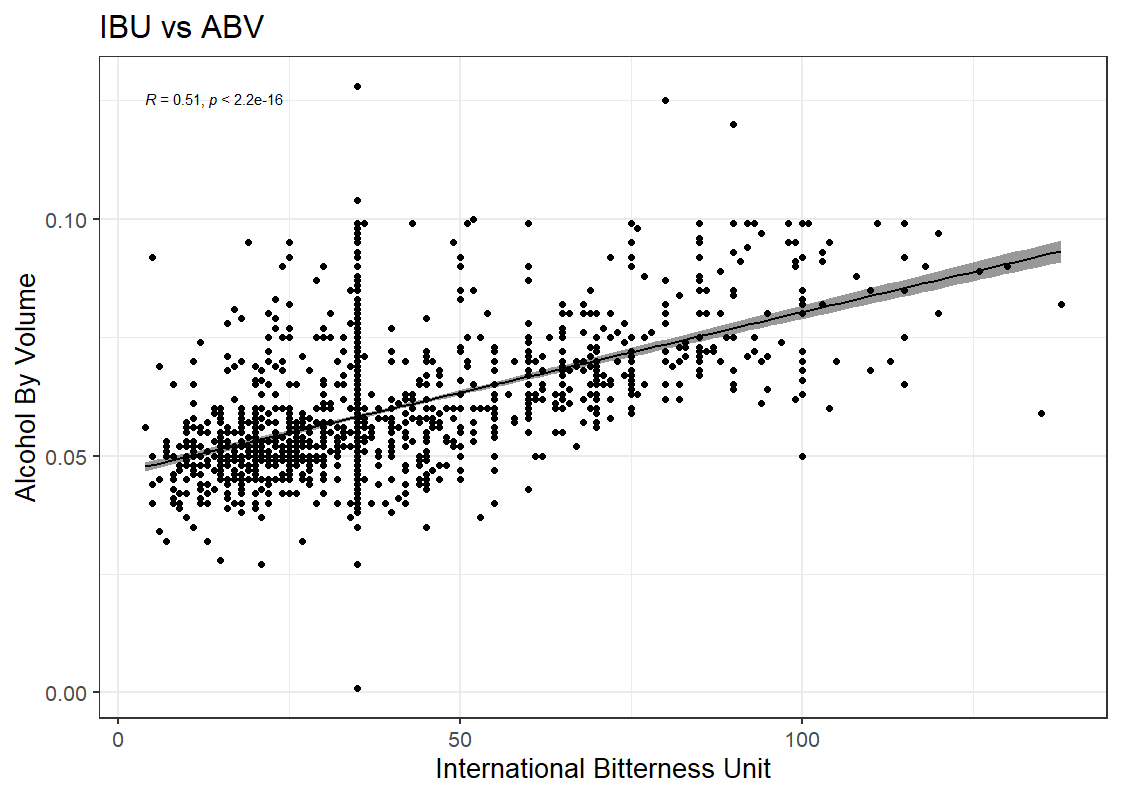 IBU vs ABV
R = 0.51, p < 2.2e-16
0.10
0.05
0.00
Alcohol By Volume
0
50
100
International Bitterness Unit